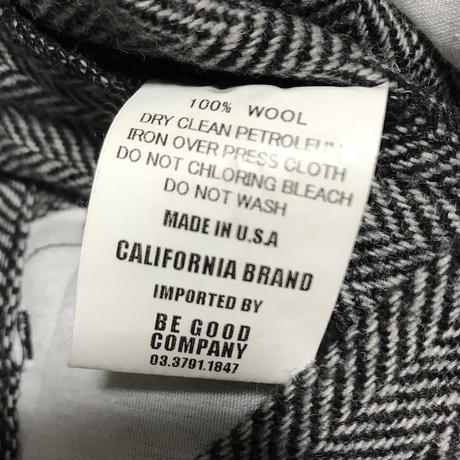 100% WOOL
DRY CLEAN PETROLEUM
IRON OVER PRESS CLOTH
DO NOT CHLORING BLEACH
DO NOT WASH
MADE IN U.S.A
CALIFORNIA BRAND
IMPORTED BY
BE GOOD
COMPANY
03.3791.1847